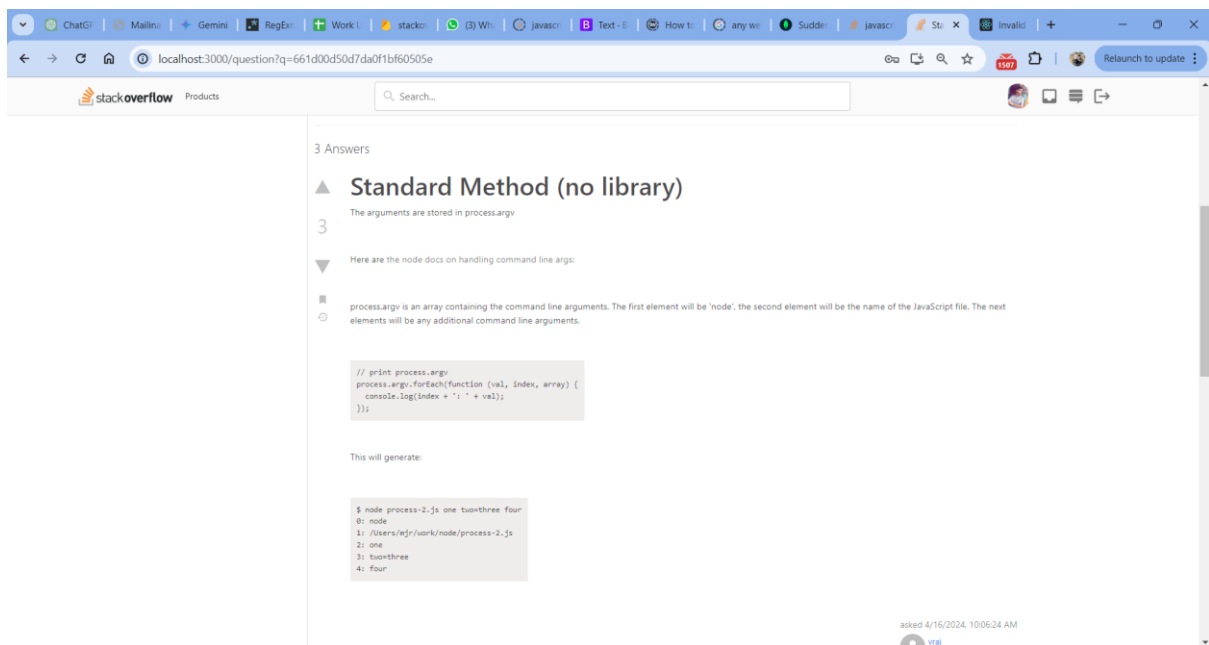 ChatGP Mailina Gemini RegExr Work L stackov (3) Wha javascri Text - B How to any we Sudden javascr Sta Invalid
localhost:3000/question?q=661d00d50d7da0f1bf60505e
1507
Relaunch to update
stackoverflow Products Search...
3 Answers
Standard Method (no library)
The arguments are stored in process.argv
3
Here are the node docs on handling command line args:
process.argv is an array containing the command line arguments. The first element will be 'node', the second element will be the name of the JavaScript file. The next
elements will be any additional command line arguments.
// print process.argv
process.argv.forEach(function (val, index, array) {
console.log(index + ': ' + val);
});
This will generate:
$ node process-2.js one two=three four
0: node
1: /Users/mjr/work/node/process-2.js
2: one
3: two=three
4: four
asked 4/16/2024, 10:06:24 AM
vraj